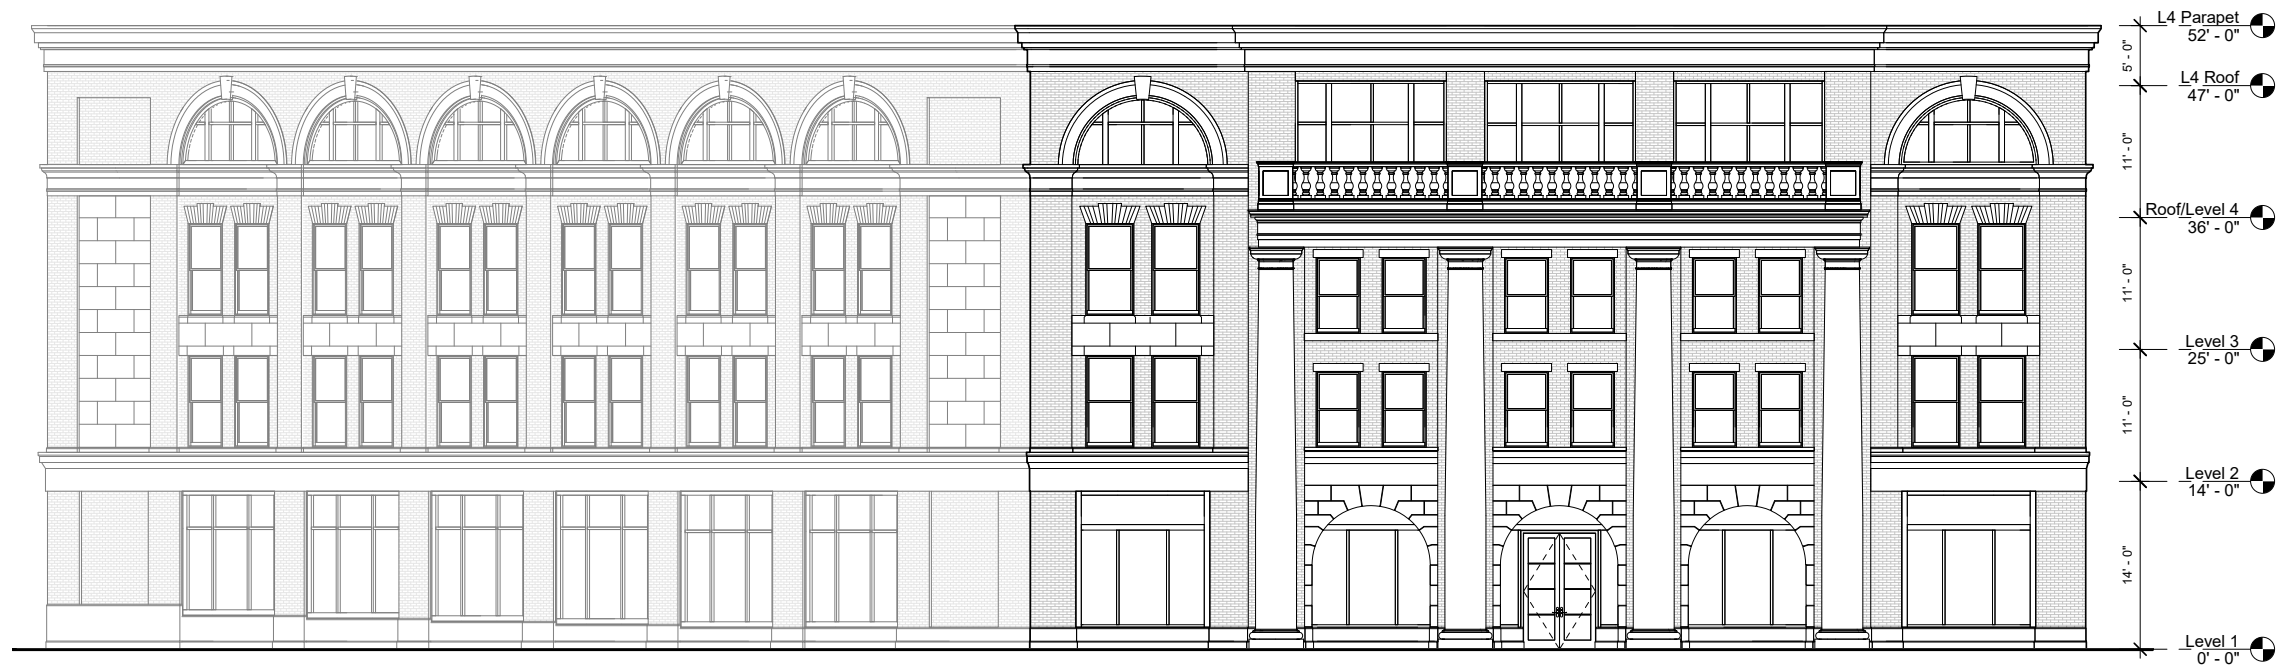 L4 Parapet
52' - 0"
5' - 0"
L4 Roof
47' - 0"
11' - 0"
Roof/Level 4
36' - 0"
11' - 0"
Level 3
25' - 0"
11' - 0"
Level 2
14' - 0"
14' - 0"
Level 1
0' - 0"